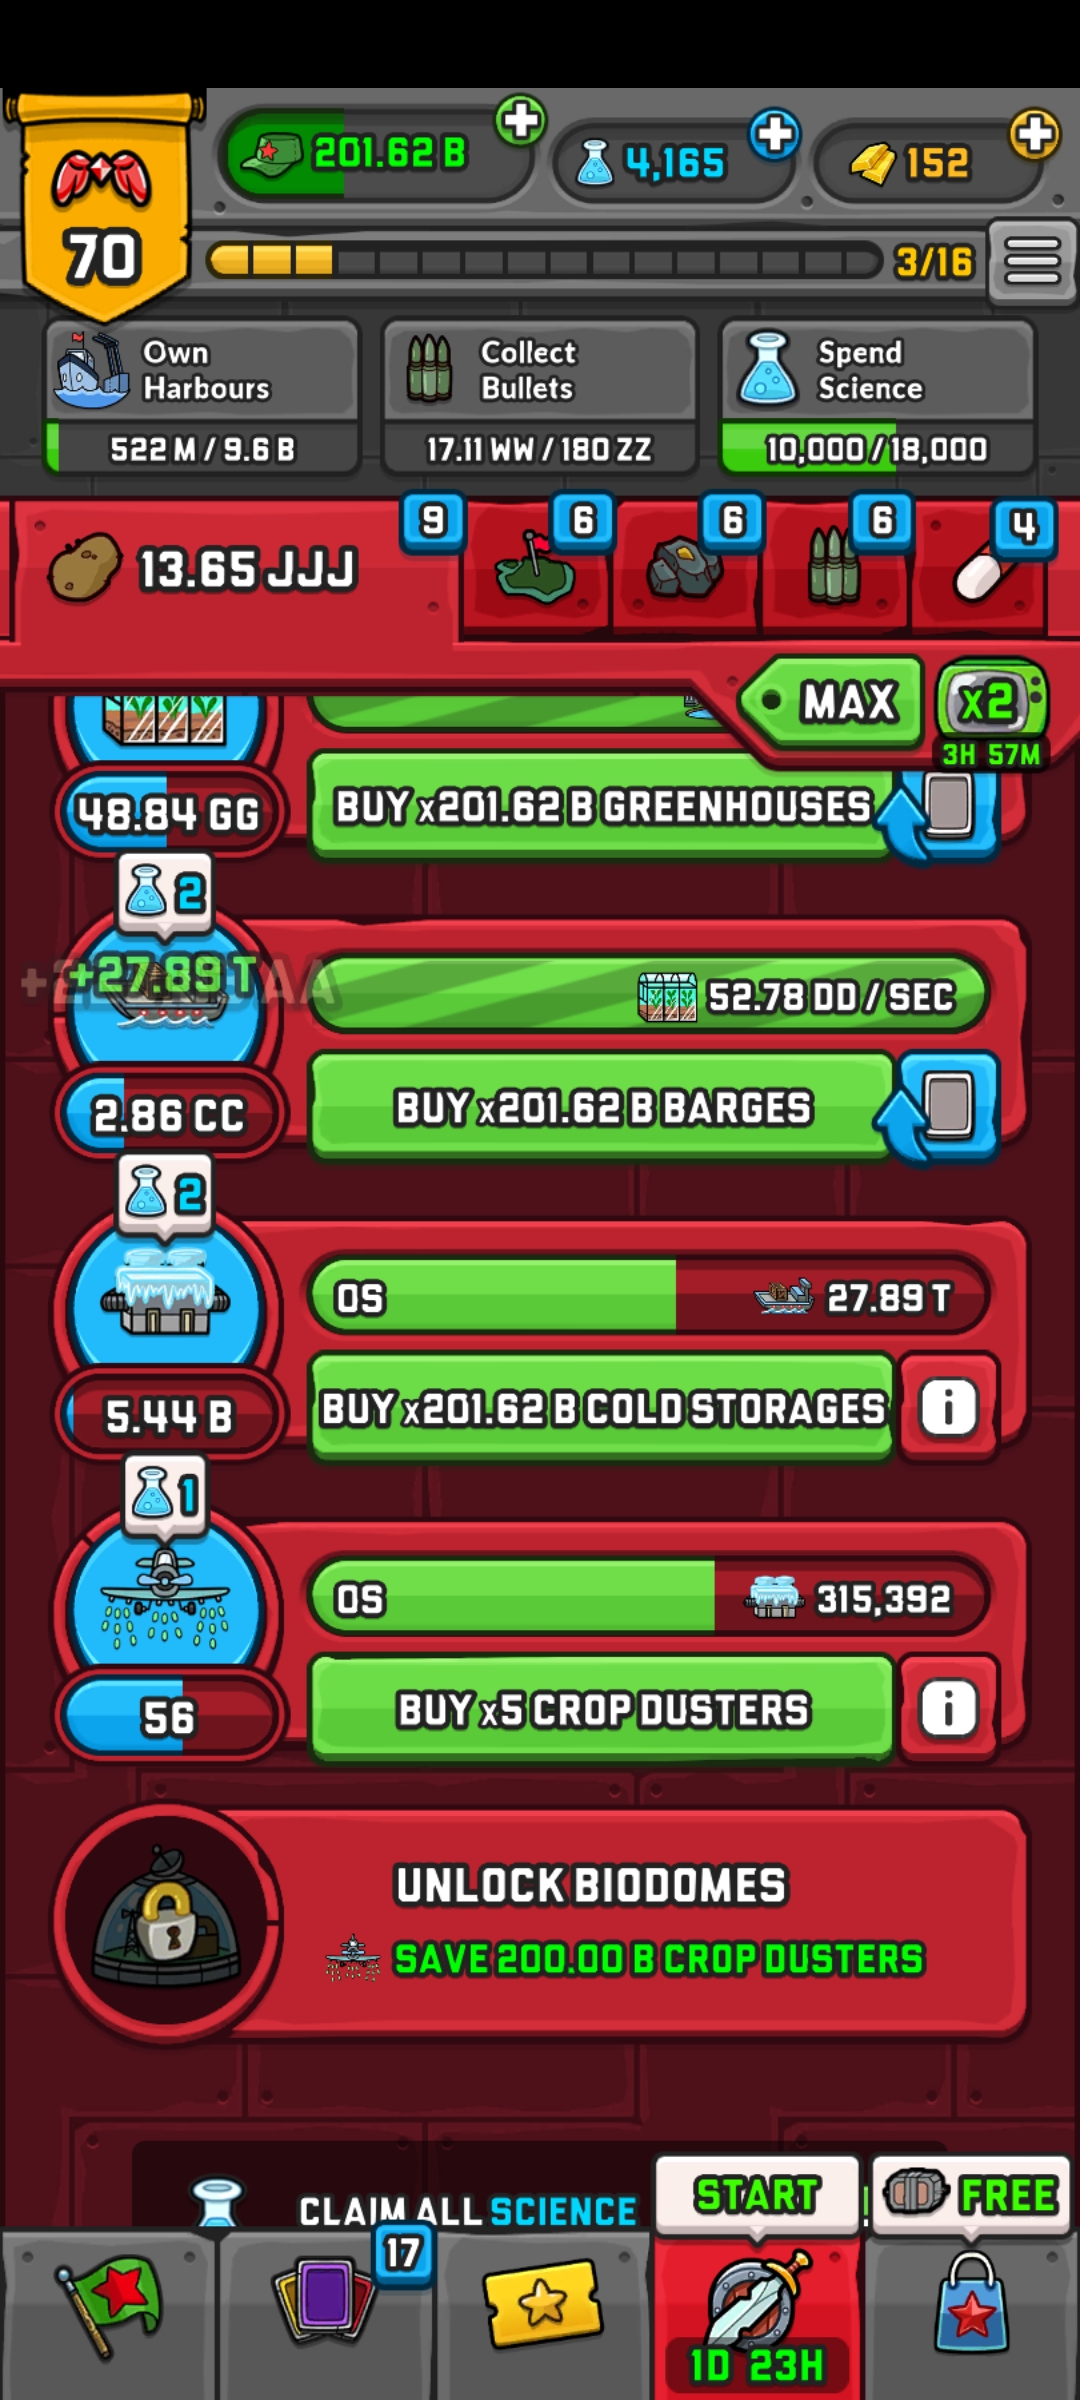 201.62 B
4,165
152
70
3/16
Own
Harbours
522 M / 9.6 B
Collect
Bullets
17.11 WW / 180 ZZ
Spend
Science
10,000 / 18,000
13.65 JJJ
9
6
6
6
4
MAX
x2
3H 57M
48.84 GG
BUY x201.62 B GREENHOUSES
2
+27.89 T
AA
52.78 DD / SEC
2.86 CC
BUY x201.62 B BARGES
2
0S
27.89 T
5.44 B
BUY x201.62 B COLD STORAGES
i
1
0S
315,392
56
BUY x5 CROP DUSTERS
i
UNLOCK BIODOMES
SAVE 200.00 B CROP DUSTERS
CLAIM ALL SCIENCE
START
FREE
17
1D 23H